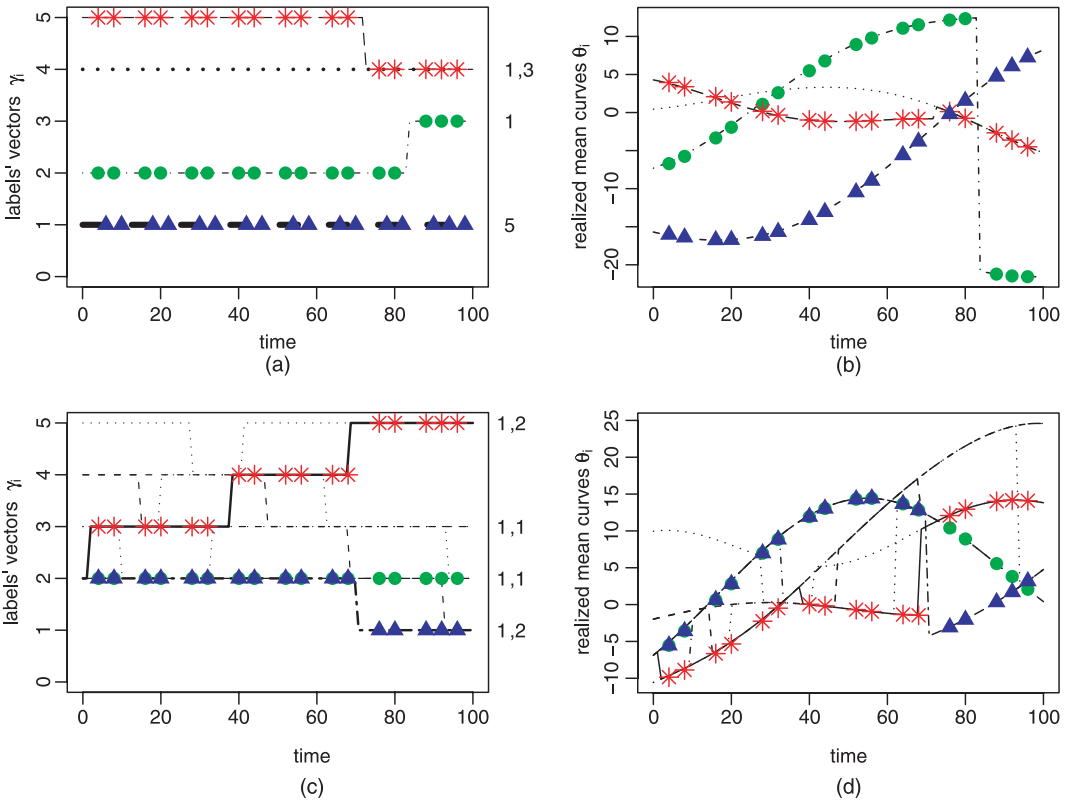 labels' vectors γi
5
4
3
2
1
0
1,3
1
5
0 20 40 60 80 100
time
(a)
realized mean curves θi
10
5
0
−10
−20
0 20 40 60 80 100
time
(b)
labels' vectors γi
5
4
3
2
1
0
1,2
1,1
1,1
1,2
0 20 40 60 80 100
time
(c)
realized mean curves θi
25
20
15
10
5
0
−5
−10
0 20 40 60 80 100
time
(d)